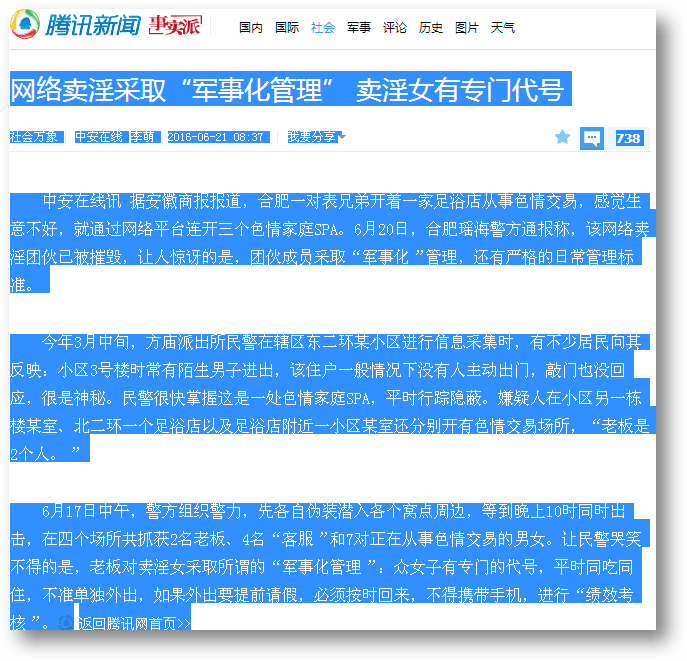 腾讯新闻 事实派 国内 国际 社会 军事 评论 历史 图片 天气
网络卖淫采取“军事化管理” 卖淫女有专门代号
社会万象 中安在线 李萌 2016-06-21 08:37 我要分享 738
中安在线讯 据安徽商报报道，合肥一对表兄弟开着一家足浴店从事色情交易，感觉生
意不好，就通过网络平台连开三个色情家庭SPA。6月20日，合肥瑶海警方通报称，该网络卖
淫团伙已被摧毁，让人惊讶的是，团伙成员采取“军事化 ”管理，还有严格的日常管理标
准。
今年3月中旬，方庙派出所民警在辖区东二环某小区进行信息采集时，有不少居民向其
反映：小区3号楼时常有陌生男子进出，该住户一般情况下没有人主动出门，敲门也没回
应，很是神秘。民警很快掌握这是一处色情家庭SPA，平时行踪隐蔽。嫌疑人在小区另一栋
楼某室、北二环一个足浴店以及足浴店附近一小区某室还分别开有色情交易场所，“老板是
2个人。 ”
6月17日中午，警方组织警力，先各自伪装潜入各个窝点周边，等到晚上10时同时出
击，在四个场所共抓获2名老板、4名“客服 ”和7对正在从事色情交易的男女。让民警哭笑
不得的是，老板对卖淫女采取所谓的“军事化管理 ”：众女子有专门的代号，平时同吃同
住，不准单独外出，如果外出要提前请假，必须按时回来，不得携带手机，进行“绩效考
核 ”。 返回腾讯网首页>>